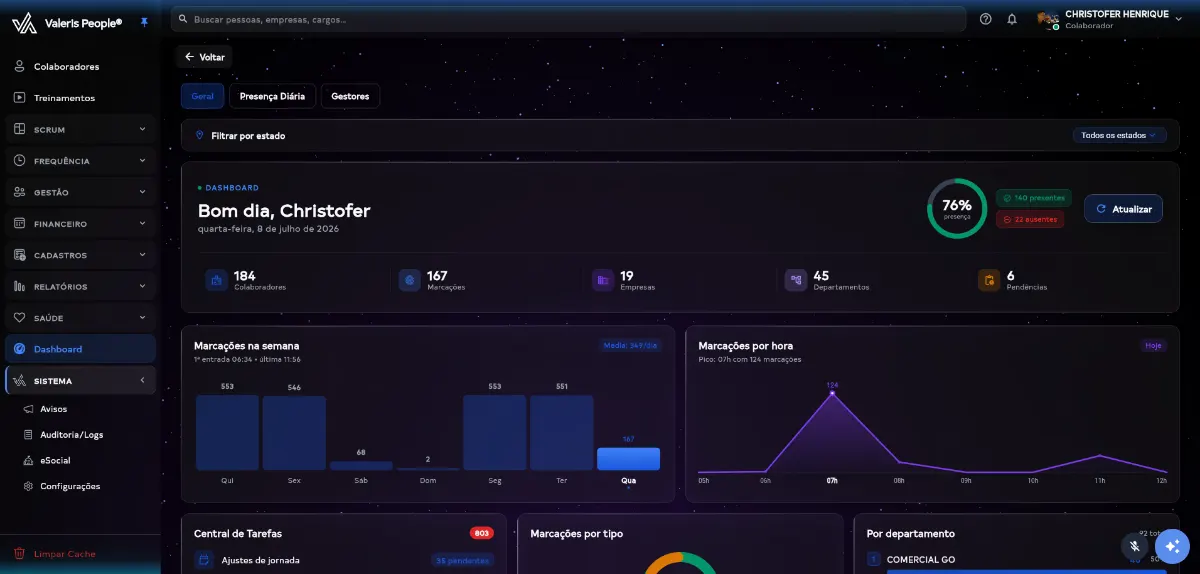 Valeris People®
Buscar pessoas, empresas, cargos...
CHRISTOFER HENRIQUE
Colaborador
Colaboradores
Treinamentos
SCRUM
FREQUÊNCIA
GESTÃO
FINANCEIRO
CADASTROS
RELATÓRIOS
SAÚDE
Dashboard
SISTEMA
Avisos
Auditoria/Logs
eSocial
Configurações
Limpar Cache
Voltar
Geral
Presença Diária
Gestores
Filtrar por estado
Todos os estados
DASHBOARD
Bom dia, Christofer
quarta-feira, 8 de julho de 2026
76%
presença
140 presentes
22 ausentes
Atualizar
184
Colaboradores
167
Marcações
19
Empresas
45
Departamentos
6
Pendências
Marcações na semana
Média: 349/dia
1ª entrada 06:34 • última 11:56
553
546
68
2
553
551
167
Qui
Sex
Sáb
Dom
Seg
Ter
Qua
Marcações por hora
Hoje
Pico: 07h com 124 marcações
124
05h
06h
07h
08h
09h
10h
11h
12h
Central de Tarefas
803
Ajustes de jornada
35 pendentes
Marcações por tipo
Por departamento
1
COMERCIAL GO